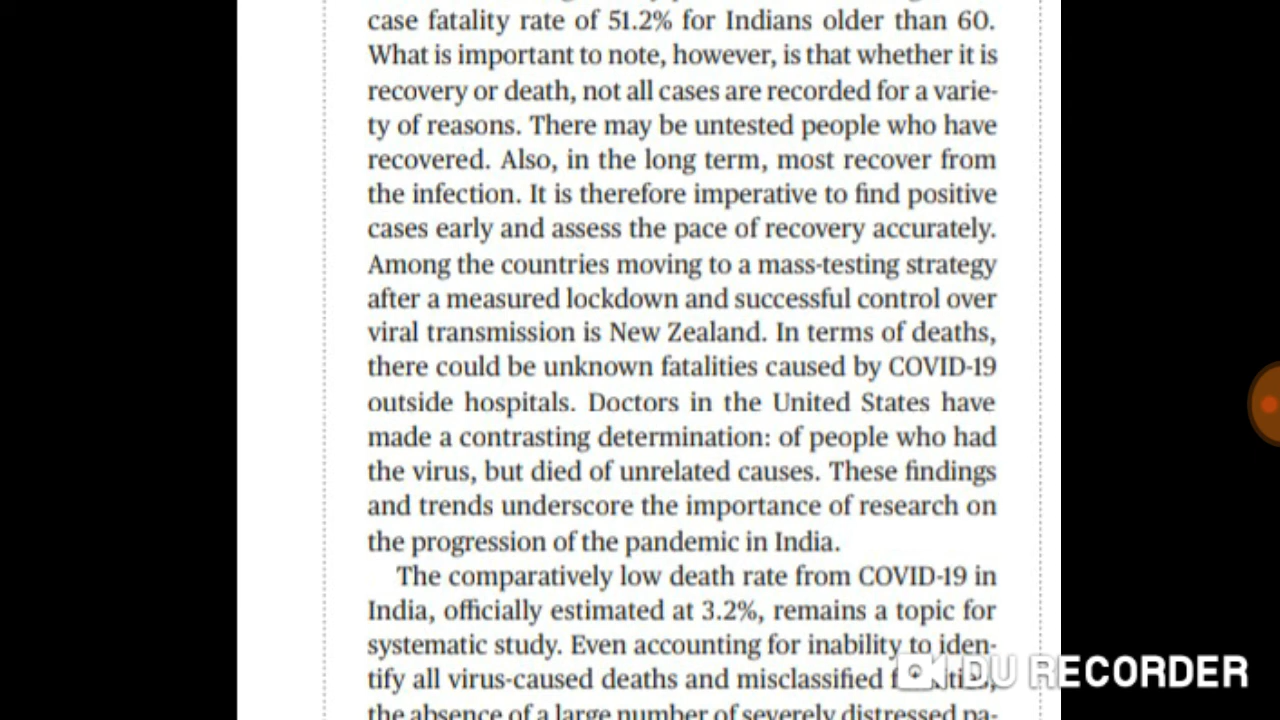 case fatality rate of 51.2% for Indians older than 60.
What is important to note, however, is that whether it is
recovery or death, not all cases are recorded for a varie-
ty of reasons. There may be untested people who have
recovered. Also, in the long term, most recover from
the infection. It is therefore imperative to find positive
cases early and assess the pace of recovery accurately.
Among the countries moving to a mass-testing strategy
after a measured lockdown and successful control over
viral transmission is New Zealand. In terms of deaths,
there could be unknown fatalities caused by COVID-19
outside hospitals. Doctors in the United States have
made a contrasting determination: of people who had
the virus, but died of unrelated causes. These findings
and trends underscore the importance of research on
the progression of the pandemic in India.
The comparatively low death rate from COVID-19 in
India, officially estimated at 3.2%, remains a topic for
systematic study. Even accounting for inability to iden-
tify all virus-caused deaths and misclassified
the absence of a large number of severely distressed pa-
DU RECORDER